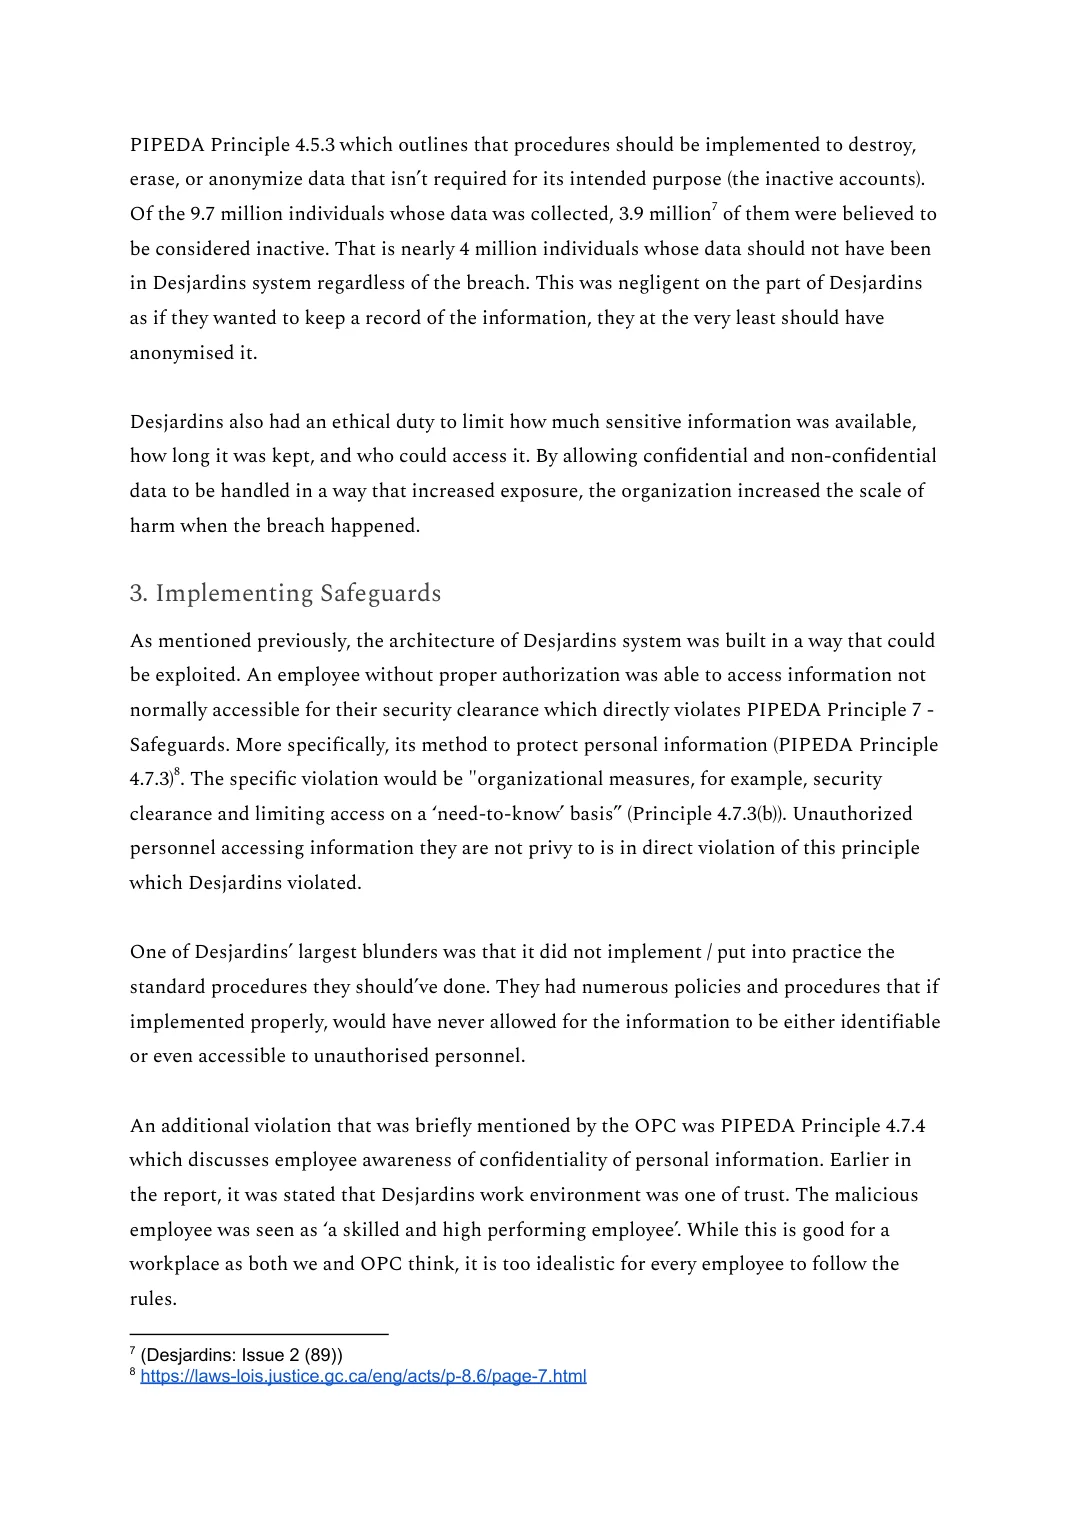 PIPEDA Principle 4.5.3 which outlines that procedures should be implemented to destroy,
erase, or anonymize data that isn’t required for its intended purpose (the inactive accounts).
Of the 9.7 million individuals whose data was collected, 3.9 million⁷ of them were believed to
be considered inactive. That is nearly 4 million individuals whose data should not have been
in Desjardins system regardless of the breach. This was negligent on the part of Desjardins
as if they wanted to keep a record of the information, they at the very least should have
anonymised it.
Desjardins also had an ethical duty to limit how much sensitive information was available,
how long it was kept, and who could access it. By allowing confidential and non-confidential
data to be handled in a way that increased exposure, the organization increased the scale of
harm when the breach happened.
3. Implementing Safeguards
As mentioned previously, the architecture of Desjardins system was built in a way that could
be exploited. An employee without proper authorization was able to access information not
normally accessible for their security clearance which directly violates PIPEDA Principle 7 -
Safeguards. More specifically, its method to protect personal information (PIPEDA Principle
4.7.3)⁸. The specific violation would be "organizational measures, for example, security
clearance and limiting access on a ‘need-to-know’ basis” (Principle 4.7.3(b)). Unauthorized
personnel accessing information they are not privy to is in direct violation of this principle
which Desjardins violated.
One of Desjardins’ largest blunders was that it did not implement / put into practice the
standard procedures they should’ve done. They had numerous policies and procedures that if
implemented properly, would have never allowed for the information to be either identifiable
or even accessible to unauthorised personnel.
An additional violation that was briefly mentioned by the OPC was PIPEDA Principle 4.7.4
which discusses employee awareness of confidentiality of personal information. Earlier in
the report, it was stated that Desjardins work environment was one of trust. The malicious
employee was seen as ‘a skilled and high performing employee’. While this is good for a
workplace as both we and OPC think, it is too idealistic for every employee to follow the
rules.
⁷ (Desjardins: Issue 2 (89))
⁸ https://laws-lois.justice.gc.ca/eng/acts/p-8.6/page-7.html